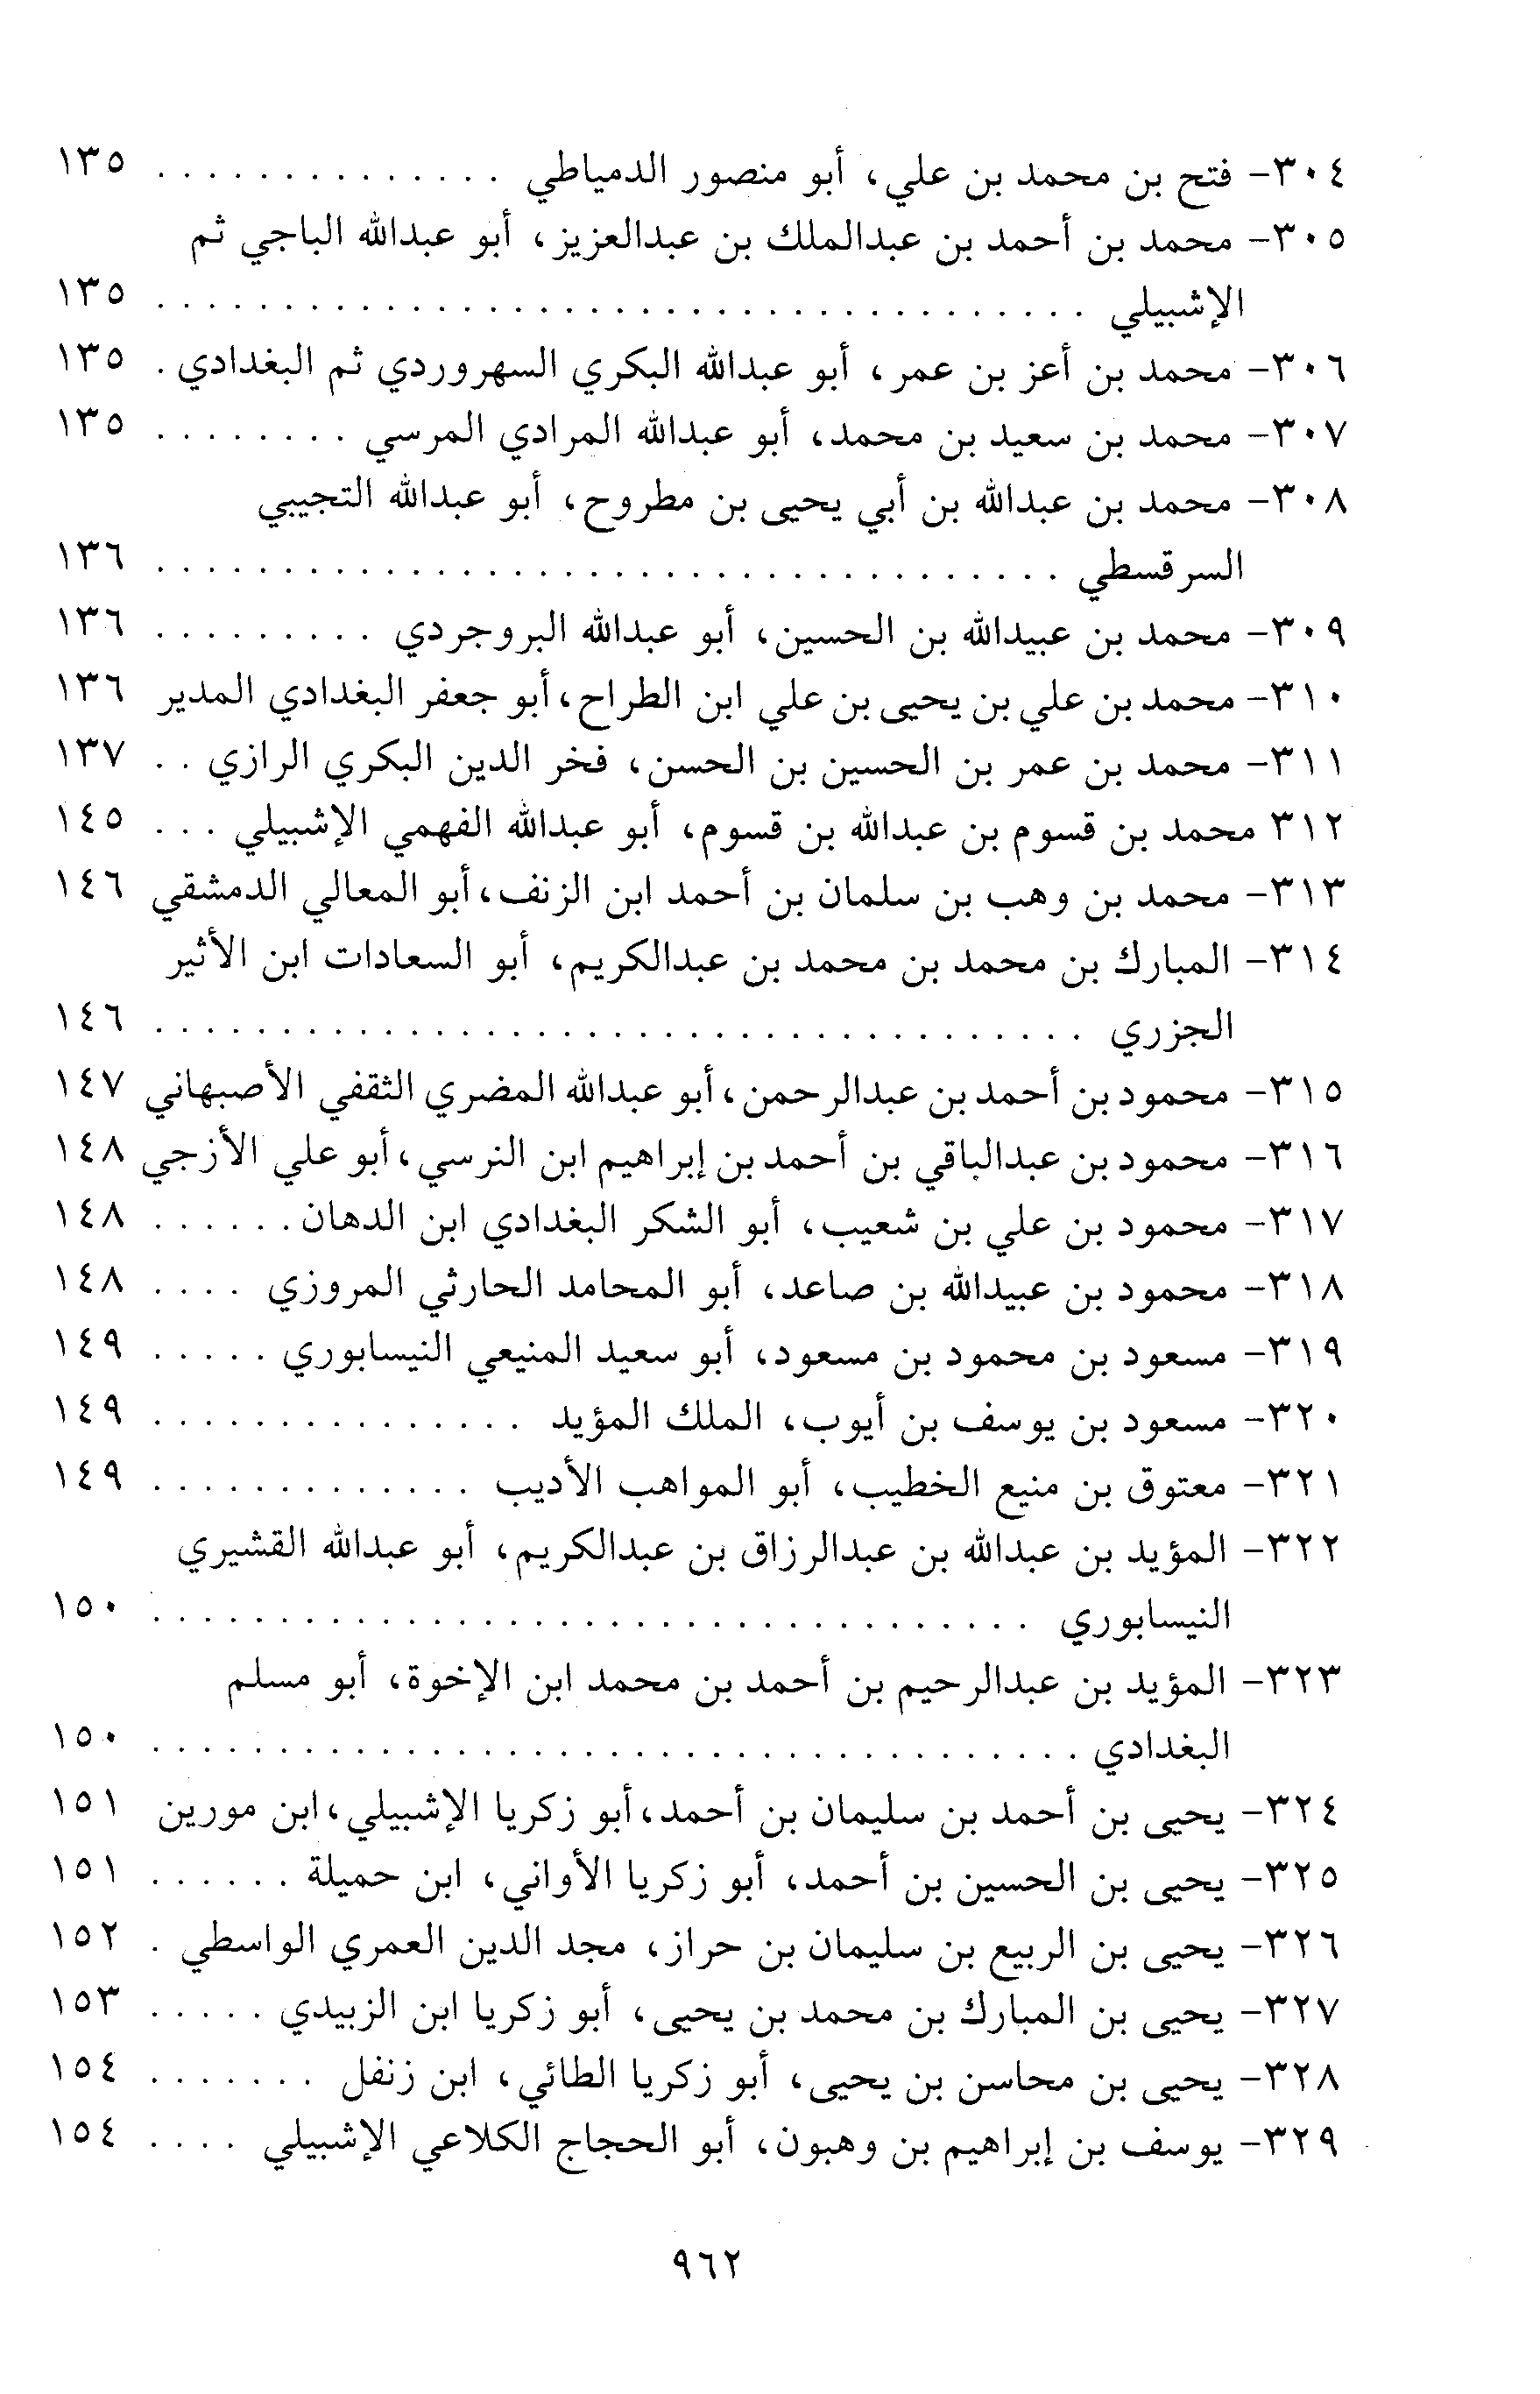 ٣٠٤- فتح بن محمد بن علي، أبو منصور الدمياطي . . . . . . . . . . . . . . ١٣٥
٣٠٥- محمد بن أحمد بن عبدالملك بن عبدالعزيز، أبو عبدالله الباجي ثم
الإشبيلي . . . . . . . . . . . . . . . . . . . . . . . . . . . . . . . . . . . . . ١٣٥
٣٠٦- محمد بن أعز بن عمر، أبو عبدالله البكري السهروردي ثم البغدادي . ١٣٥
٣٠٧- محمد بن سعيد بن محمد، أبو عبدالله المرادي المرسي . . . . . . . . ١٣٥
٣٠٨- محمد بن عبدالله بن أبي يحيى بن مطروح، أبو عبدالله التجيبي
السرقسطي . . . . . . . . . . . . . . . . . . . . . . . . . . . . . . . . . . . . ١٣٦
٣٠٩- محمد بن عبيدالله بن الحسين، أبو عبدالله البروجردي . . . . . . . . . ١٣٦
٣١٠- محمد بن علي بن يحيى بن علي ابن الطراح، أبو جعفر البغدادي المدير ١٣٦
٣١١- محمد بن عمر بن الحسين بن الحسن، فخر الدين البكري الرازي . . ١٣٧
٣١٢ محمد بن قسوم بن عبدالله بن قسوم، أبو عبدالله الفهمي الإشبيلي . . . ١٤٥
٣١٣- محمد بن وهب بن سلمان بن أحمد ابن الزنف، أبو المعالي الدمشقي ١٤٦
٣١٤- المبارك بن محمد بن محمد بن عبدالكريم، أبو السعادات ابن الأثير
الجزري . . . . . . . . . . . . . . . . . . . . . . . . . . . . . . . . . . . . . ١٤٦
٣١٥- محمود بن أحمد بن عبدالرحمن، أبو عبدالله المضري الثقفي الأصبهاني ١٤٧
٣١٦- محمود بن عبدالباقي بن أحمد بن إبراهيم ابن النرسي، أبو علي الأزجي ١٤٨
٣١٧- محمود بن علي بن شعيب، أبو الشكر البغدادي ابن الدهان . . . . . . ١٤٨
٣١٨- محمود بن عبيدالله بن صاعد، أبو المحامد الحارثي المروزي . . . . ١٤٨
٣١٩- مسعود بن محمود بن مسعود، أبو سعيد المنيعي النيسابوري . . . . . ١٤٩
٣٢٠- مسعود بن يوسف بن أيوب، الملك المؤيد . . . . . . . . . . . . . . . ١٤٩
٣٢١- معتوق بن منيع الخطيب، أبو المواهب الأديب . . . . . . . . . . . . . ١٤٩
٣٢٢- المؤيد بن عبدالله بن عبدالرزاق بن عبدالكريم، أبو عبدالله القشيري
النيسابوري . . . . . . . . . . . . . . . . . . . . . . . . . . . . . . . . . . . ١٥٠
٣٢٣- المؤيد بن عبدالرحيم بن أحمد بن محمد ابن الإخوة، أبو مسلم
البغدادي . . . . . . . . . . . . . . . . . . . . . . . . . . . . . . . . . . . . . ١٥٠
٣٢٤- يحيى بن أحمد بن سليمان بن أحمد، أبو زكريا الإشبيلي، ابن مورين ١٥١
٣٢٥- يحيى بن الحسين بن أحمد، أبو زكريا الأواني، ابن حميلة . . . . . . ١٥١
٣٢٦- يحيى بن الربيع بن سليمان بن حراز، مجد الدين العمري الواسطي . ١٥٢
٣٢٧- يحيى بن المبارك بن محمد بن يحيى، أبو زكريا ابن الزبيدي . . . . . ١٥٣
٣٢٨- يحيى بن محاسن بن يحيى، أبو زكريا الطائي، ابن زنفل . . . . . . . ١٥٤
٣٢٩- يوسف بن إبراهيم بن وهبون، أبو الحجاج الكلاعي الإشبيلي . . . . ١٥٤
٩٦٢